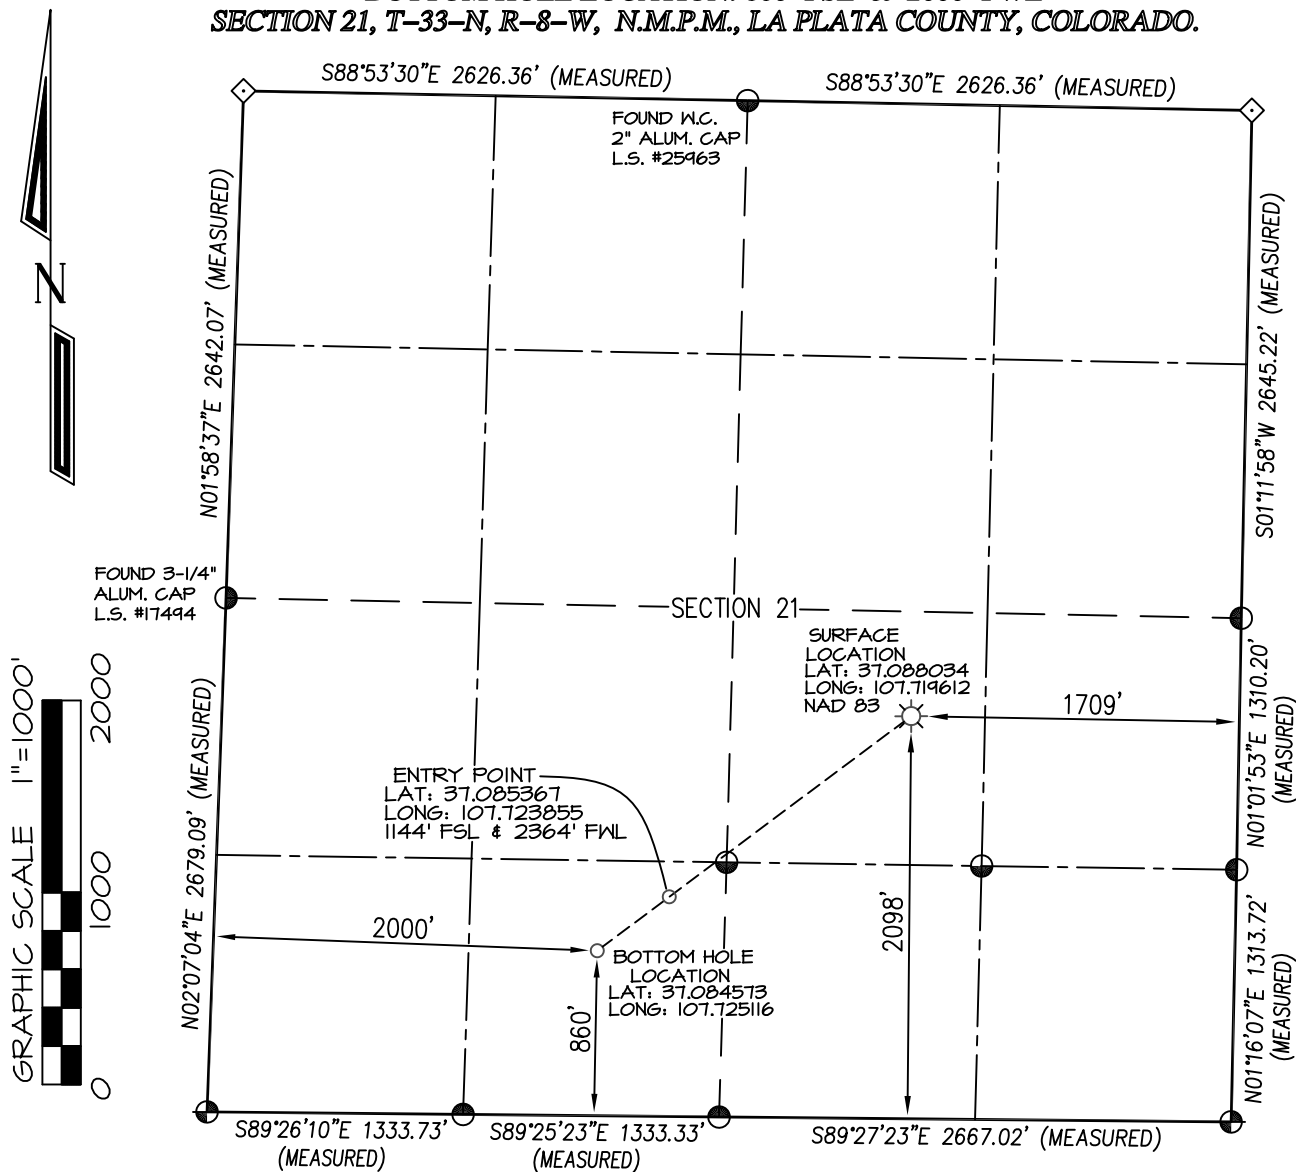 SECTION 21, T-33-N, R-8-W, N.M.P.M., LA PLATA COUNTY, COLORADO.
S88°53'30"E 2626.36' (MEASURED)
S88°53'30"E 2626.36' (MEASURED)
FOUND W.C.
2" ALUM. CAP
L.S. #25963
N01°58'37"E 2642.07' (MEASURED)
S01°11'58"W 2645.22' (MEASURED)
N
FOUND 3-1/4"
ALUM. CAP
L.S. #17494
SECTION 21
SURFACE
LOCATION
LAT: 37.088034
LONG: 107.719612
NAD 83
1709'
N01°01'53"E 1310.20'
(MEASURED)
GRAPHIC SCALE 1"=1000'
2000
1000
0
N02°07'04"E 2679.09' (MEASURED)
ENTRY POINT
LAT: 37.085367
LONG: 107.723855
1144' FSL & 2364' FWL
2000'
2098'
BOTTOM HOLE
LOCATION
LAT: 37.084573
LONG: 107.725116
860'
N01°16'07"E 1313.72'
(MEASURED)
S89°26'10"E 1333.73'
(MEASURED)
S89°25'23"E 1333.33'
(MEASURED)
S89°27'23"E 2667.02' (MEASURED)